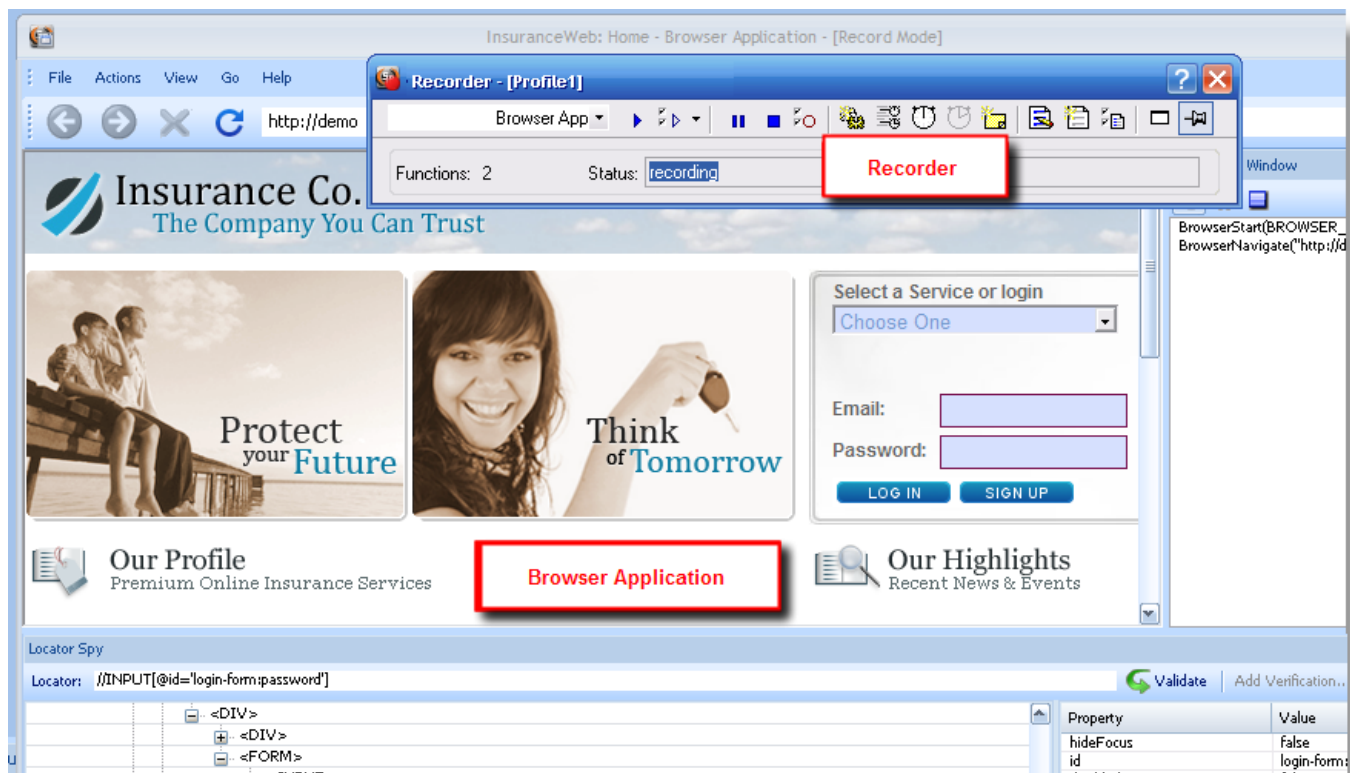 InsuranceWeb: Home - Browser Application - [Record Mode]
File Actions View Go Help
Recorder - [Profile1]
http://demo
Browser App
Functions: 2 Status: recording
Recorder
Window
Insurance Co.
The Company You Can Trust
BrowserStart(BROWSER_
BrowserNavigate("http://d
Select a Service or login
Choose One
Protect
your Future
Think
of Tomorrow
Email:
Password:
LOG IN SIGN UP
Our Profile
Premium Online Insurance Services
Browser Application
Our Highlights
Recent News & Events
Locator Spy
Locator: //INPUT[@id='login-form:password']
Validate Add Verification..
<DIV>
<DIV>
<FORM>
Property Value
hideFocus false
id login-form: